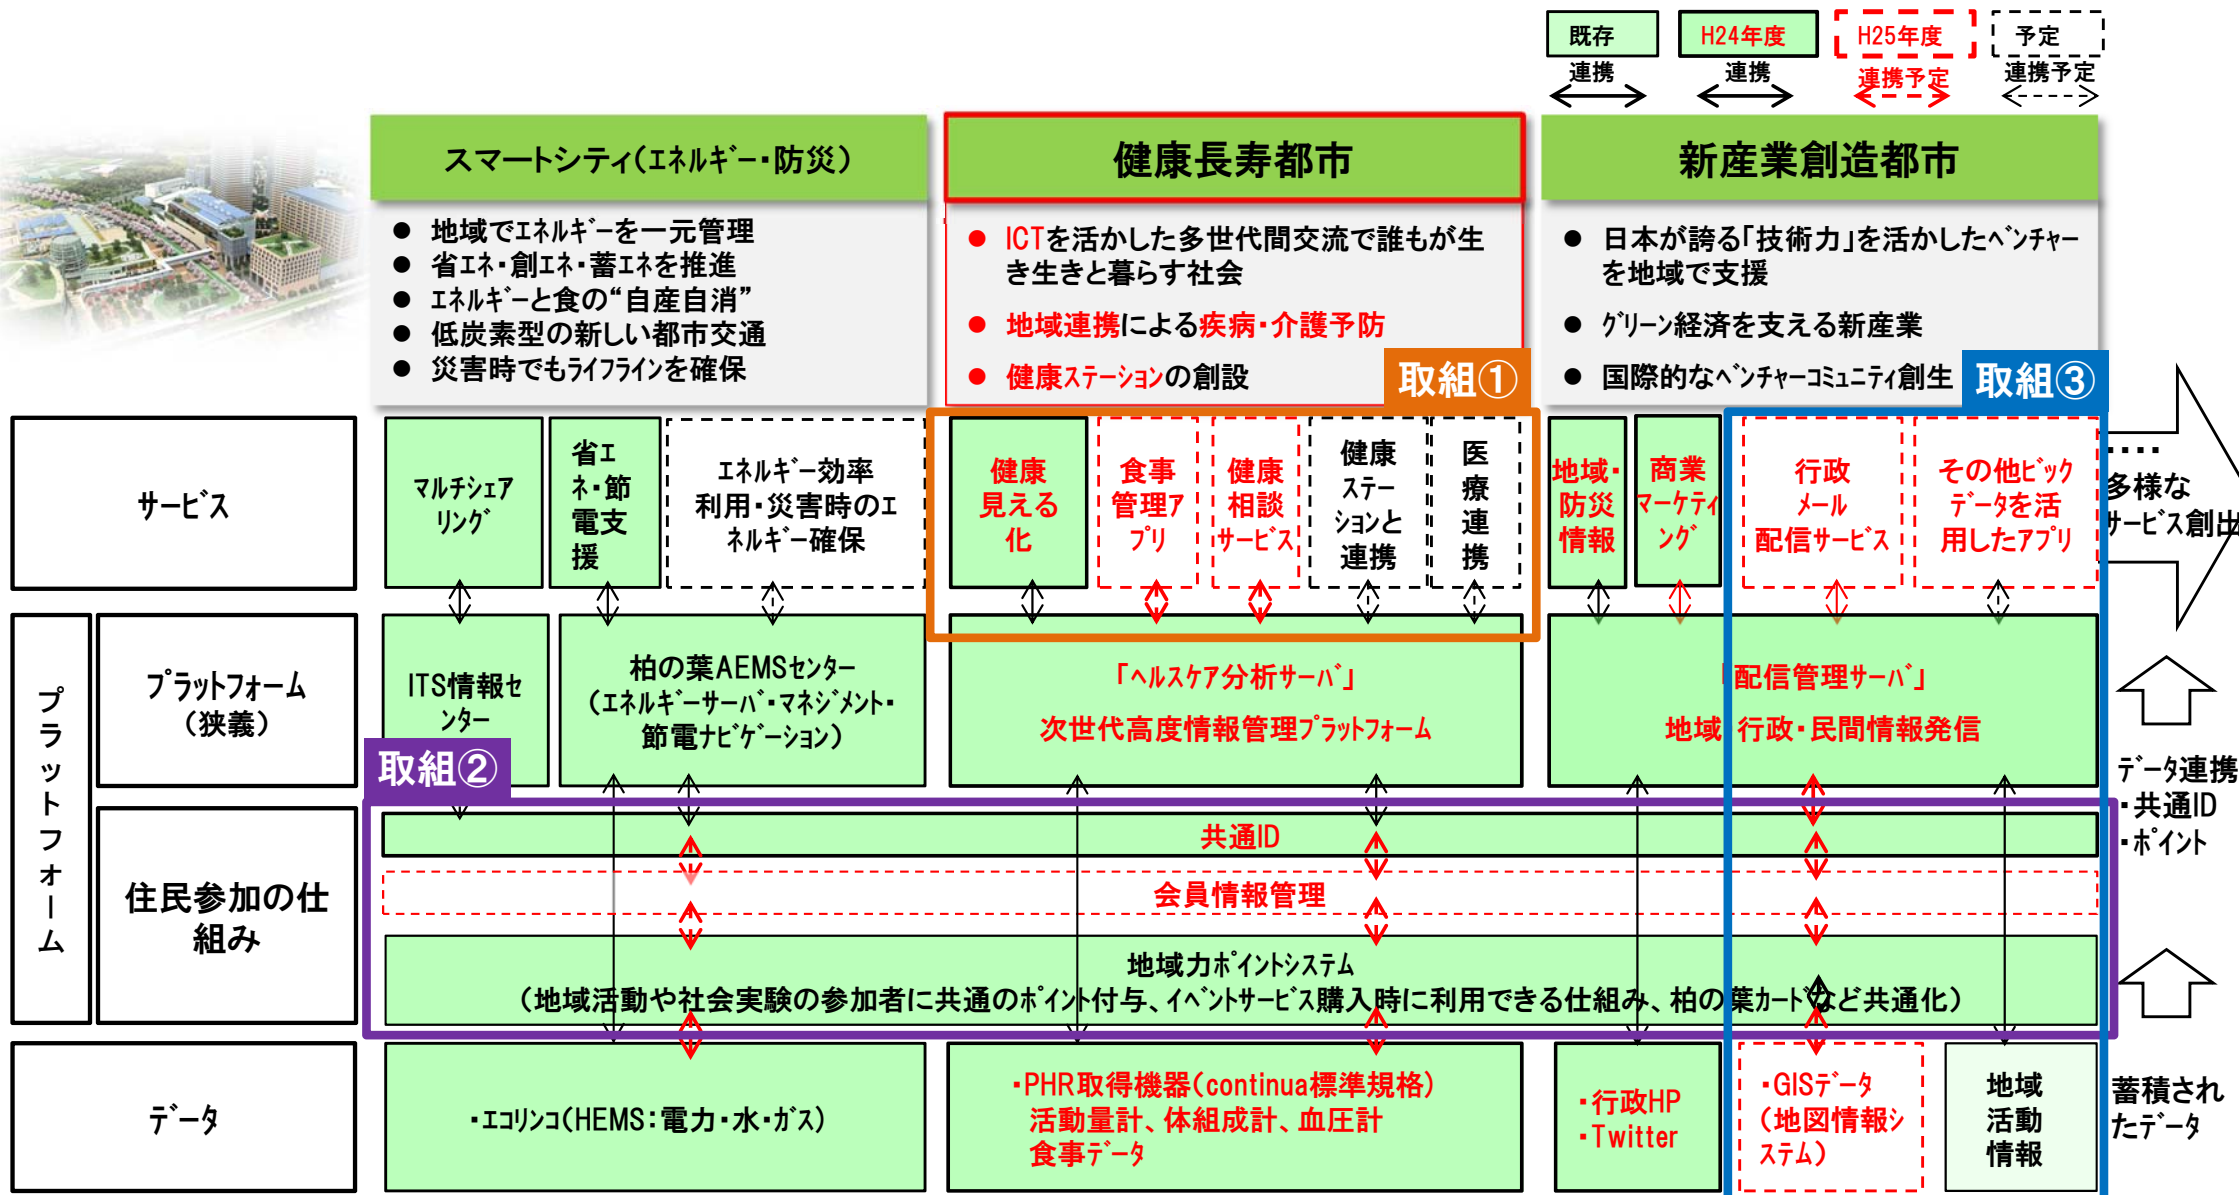 既存
H24年度
H25年度
予定
連携
連携
連携予定
連携予定
スマートシティ(エネルギー・防災)
健康長寿都市
新産業創造都市
● 地域でエネルギーを一元管理
● 省エネ・創エネ・蓄エネを推進
● エネルギーと食の“自産自消”
● 低炭素型の新しい都市交通
● 災害時でもライフラインを確保
● ICTを活かした多世代間交流で誰もが生
き生きと暮らす社会
● 地域連携による疾病・介護予防
● 健康ステーションの創設
● 日本が誇る「技術力」を活かしたベンチャー
を地域で支援
● グリーン経済を支える新産業
● 国際的なベンチャーコミュニティ創生
取組①
取組③
サービス
マルチシェア
リング
省エ
ネ・節
電支
援
エネルギー効率
利用・災害時のエ
ネルギー確保
健康
見える
化
食事
管理ア
プリ
健康
相談
サービス
健康
ステー
ションと
連携
医
療
連
携
地域・
防災
情報
商業
マーケティ
ング
行政
メール
配信サービス
その他ビック
データを活
用したアプリ
‥‥
多様な
サービス創出
プラットフォーム
プラットフォーム
(狭義)
ITS情報セ
ンター
柏の葉AEMSセンター
(エネルギーサーバ・マネジメント・
節電ナビゲーション)
「ヘルスケア分析サーバ」
次世代高度情報管理プラットフォーム
「配信管理サーバ」
地域・行政・民間情報発信
取組②
データ連携
・共通ID
・ポイント
住民参加の仕
組み
共通ID
会員情報管理
地域力ポイントシステム
(地域活動や社会実験の参加者に共通のポイント付与、イベントサービス購入時に利用できる仕組み、柏の葉カードなど共通化)
データ
・エコリンコ(HEMS:電力・水・ガス)
・PHR取得機器(continua標準規格)
活動量計、体組成計、血圧計
食事データ
・行政HP
・Twitter
・GISデータ
(地図情報シ
ステム)
地域
活動
情報
蓄積され
たデータ